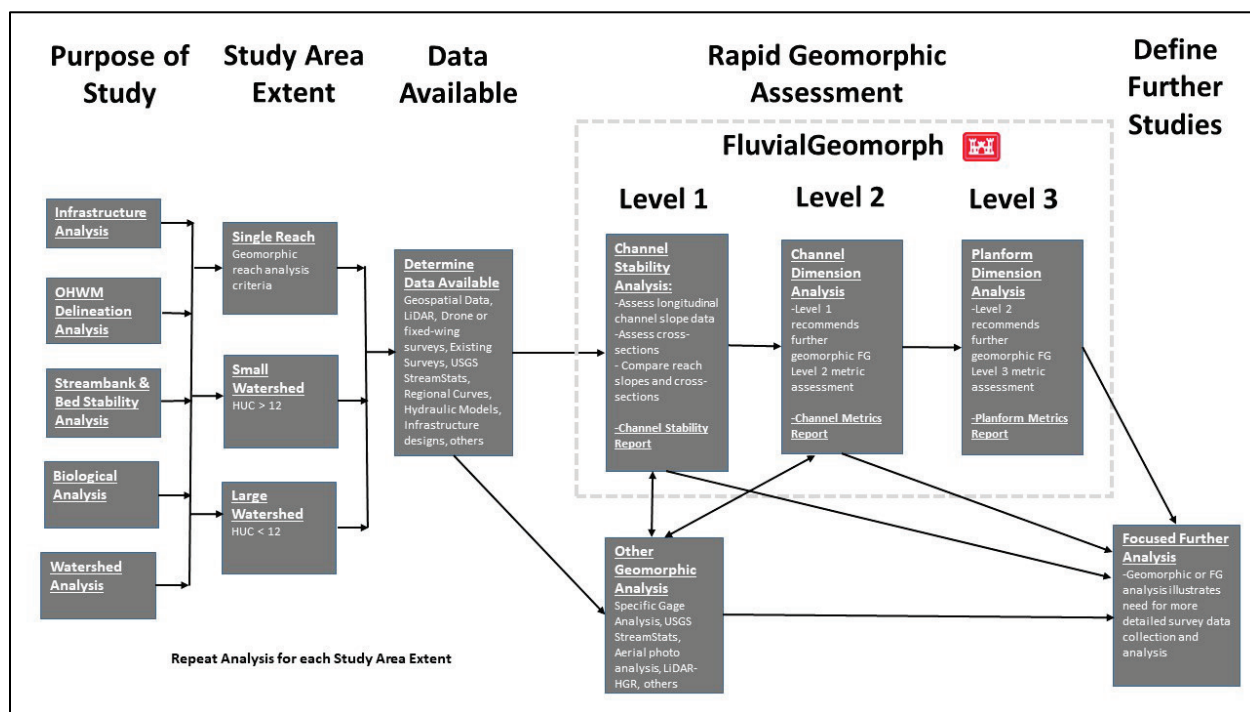 Purpose of
Study
Study Area
Extent
Data
Available
Rapid Geomorphic
Assessment
Define
Further
Studies
FluvialGeomorph
Level 1
Level 2
Level 3
Infrastructure
Analysis
OHWM
Delineation
Analysis
Streambank &
Bed Stability
Analysis
Biological
Analysis
Watershed
Analysis
Single Reach
Geomorphic
reach analysis
criteria
Small
Watershed
HUC > 12
Large
Watershed
HUC < 12
Determine
Data Available
Geospatial Data,
LiDAR, Drone or
fixed-wing
surveys, Existing
Surveys, USGS
StreamStats,
Regional Curves,
Hydraulic Models,
Infrastructure
designs, others
Channel
Stability
Analysis:
-Assess longitudinal
channel slope data
-Assess cross-
sections
- Compare reach
slopes and cross-
sections
-Channel Stability
Report
Channel
Dimension
Analysis
-Level 1
recommends
further
geomorphic FG
Level 2 metric
assessment
-Channel Metrics
Report
Planform
Dimension
Analysis
-Level 2
recommends
further
geomorphic FG
Level 3 metric
assessment
-Planform Metrics
Report
Other
Geomorphic
Analysis
Specific Gage
Analysis, USGS
StreamStats,
Aerial photo
analysis, LiDAR-
HGR, others
Focused Further
Analysis
-Geomorphic or FG
analysis illustrates
need for more
detailed survey data
collection and
analysis
Repeat Analysis for each Study Area Extent